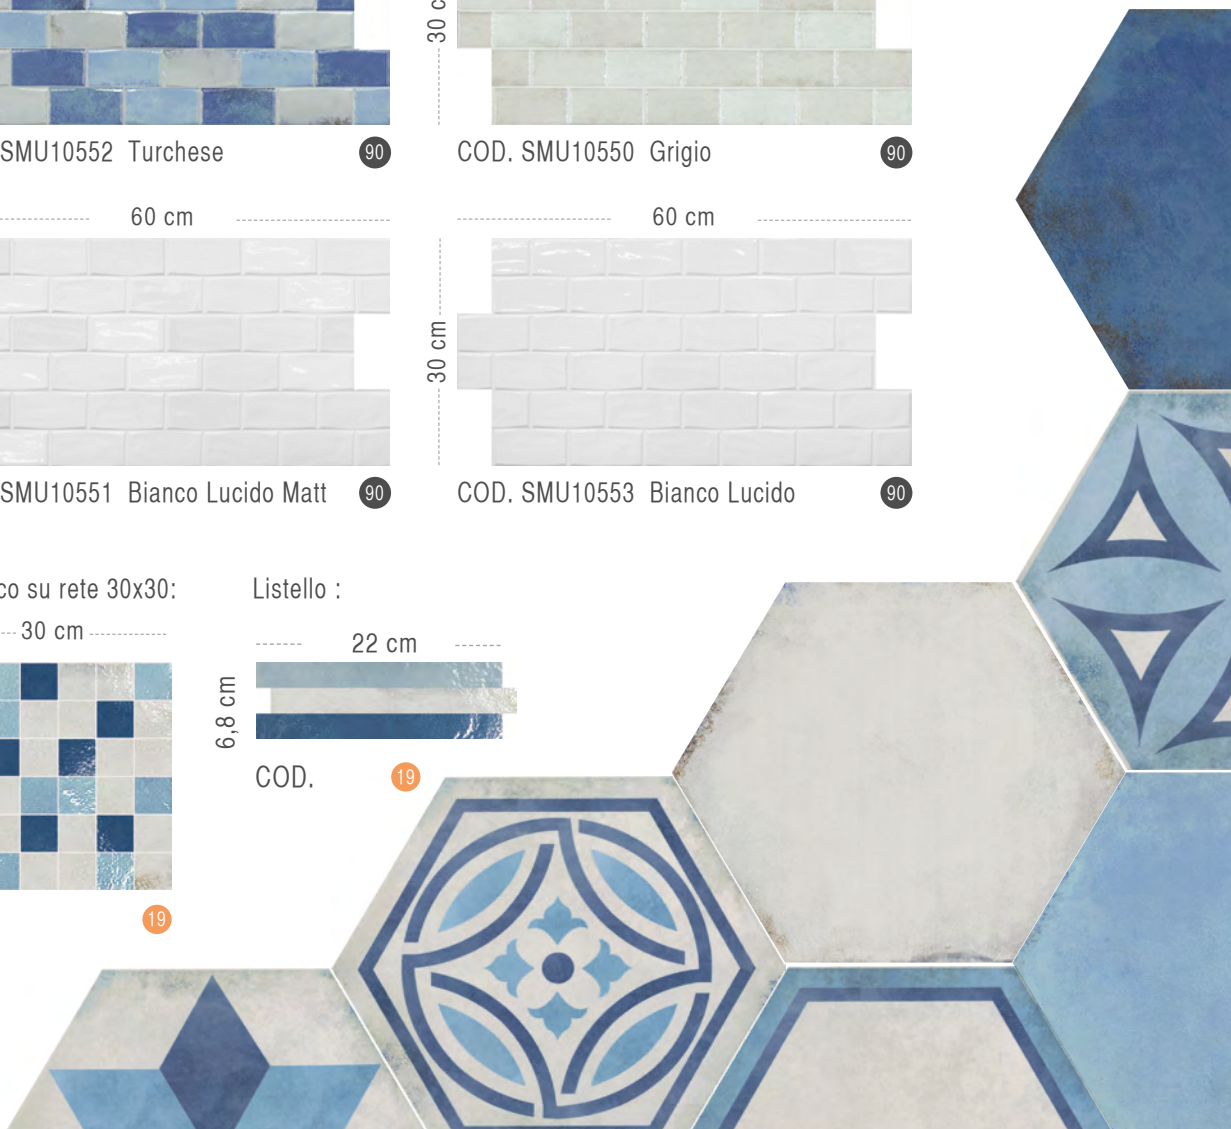 30 c
SMU10552 Turchese 90
COD. SMU10550 Grigio 90
60 cm
60 cm
30 cm
SMU10551 Bianco Lucido Matt 90
COD. SMU10553 Bianco Lucido 90
co su rete 30x30:
Listello :
30 cm
22 cm
6,8 cm
COD. 19
19